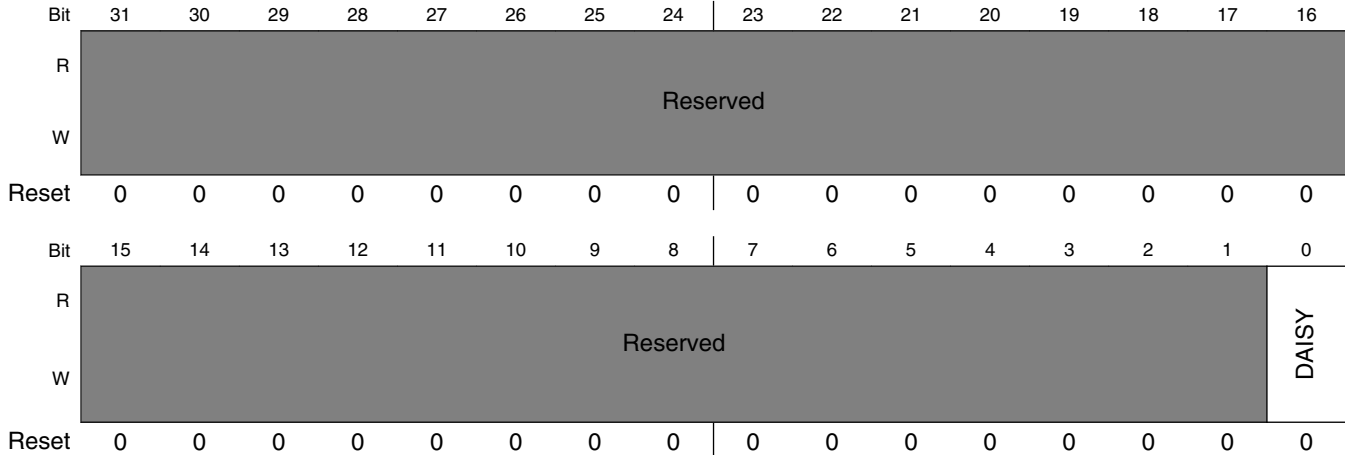 Bit 31 30 29 28 27 26 25 24 23 22 21 20 19 18 17 16
R
Reserved
W
Reset 0 0 0 0 0 0 0 0 0 0 0 0 0 0 0 0
Bit 15 14 13 12 11 10 9 8 7 6 5 4 3 2 1 0
R
Reserved
DAISY
W
Reset 0 0 0 0 0 0 0 0 0 0 0 0 0 0 0 0